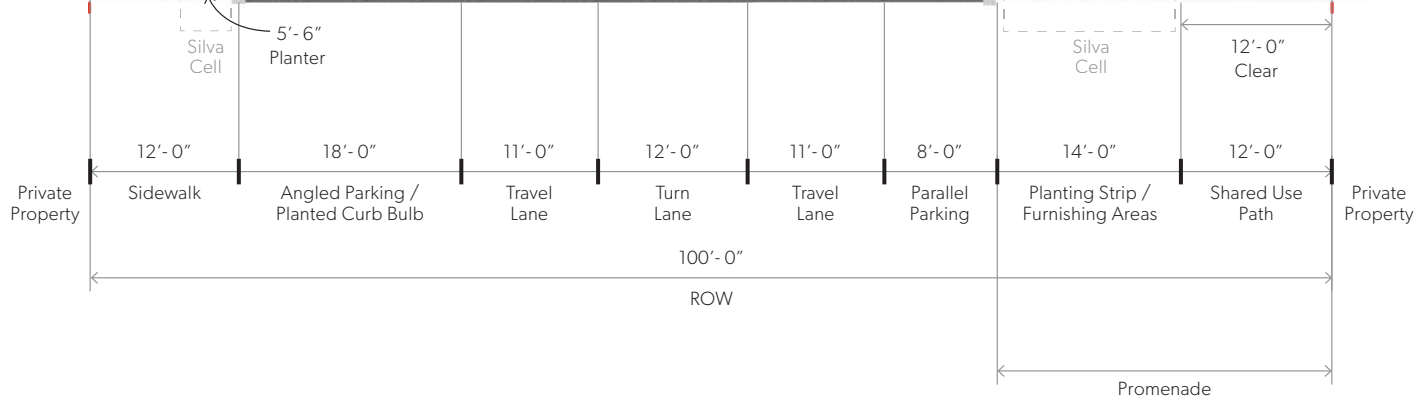 5’- 6”
Planter
Silva
Cell
Silva
Cell
12’- 0”
Clear
12’- 0”
18’- 0”
11’- 0”
12’- 0”
11’- 0”
8’- 0”
14’- 0”
12’- 0”
Private
Property
Sidewalk
Angled Parking /
Planted Curb Bulb
Travel
Lane
Turn
Lane
Travel
Lane
Parallel
Parking
Planting Strip /
Furnishing Areas
Shared Use
Path
Private
Property
100’- 0”
ROW
Promenade